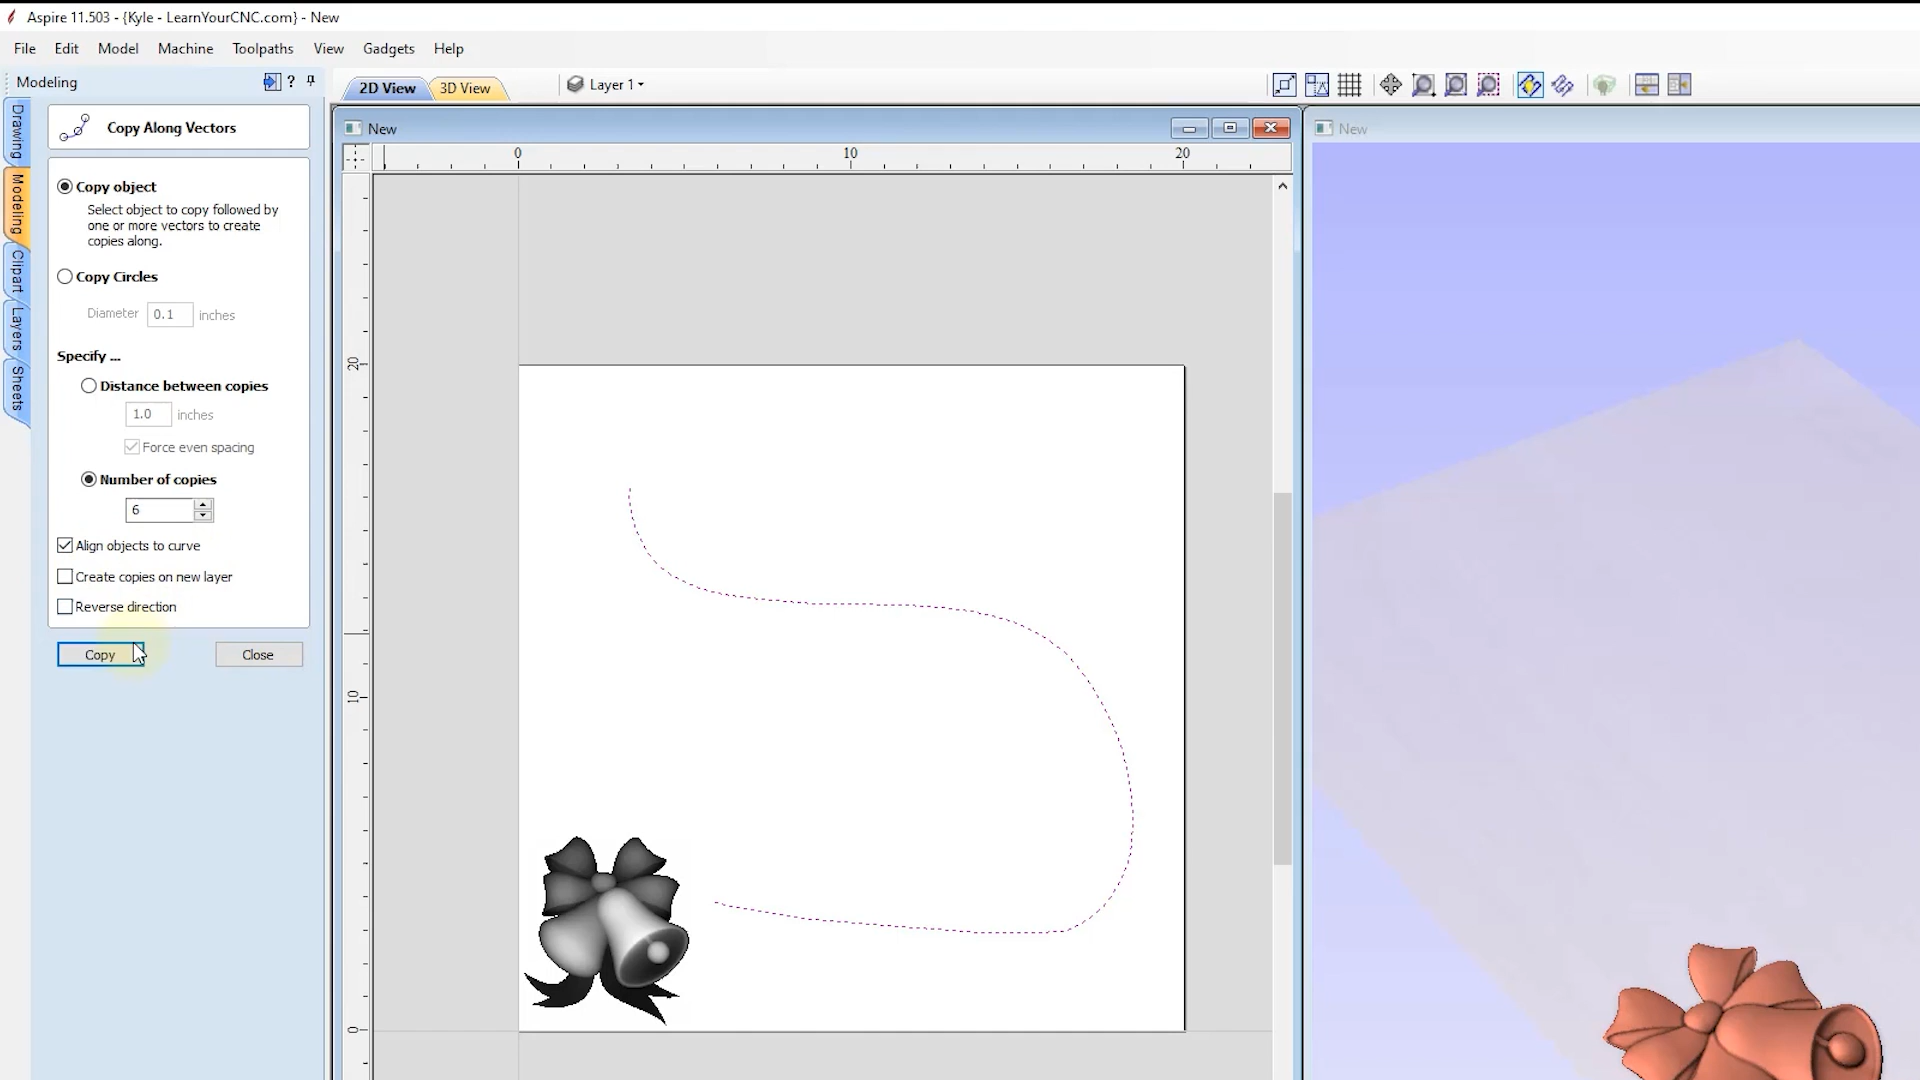 Aspire 11.503 - {Kyle - LearnYourCNC.com} - New
File Edit Model Machine Toolpaths View Gadgets Help
Modeling ?
2D View 3D View Layer 1
Drawing
Modeling
Clipart
Layers
Sheets
Copy Along Vectors
Copy object
Select object to copy followed by
one or more vectors to create
copies along.
Copy Circles
Diameter 0.1 inches
Specify ...
Distance between copies
1.0 inches
Force even spacing
Number of copies
6
Align objects to curve
Create copies on new layer
Reverse direction
Copy Close
New
0 10 20
20
10
0
New